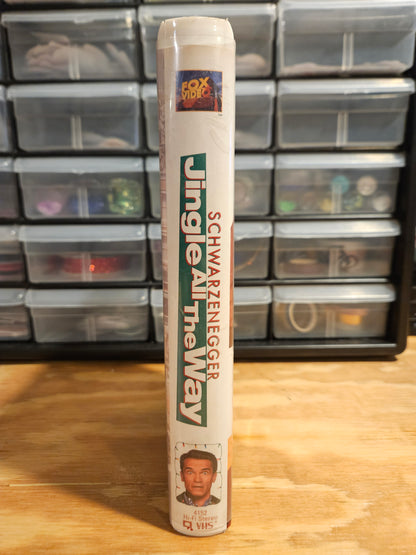 FOX
VIDEO
SCHWARZENEGGER
Jingle All The Way
4152
Hi-Fi Stereo
VHS